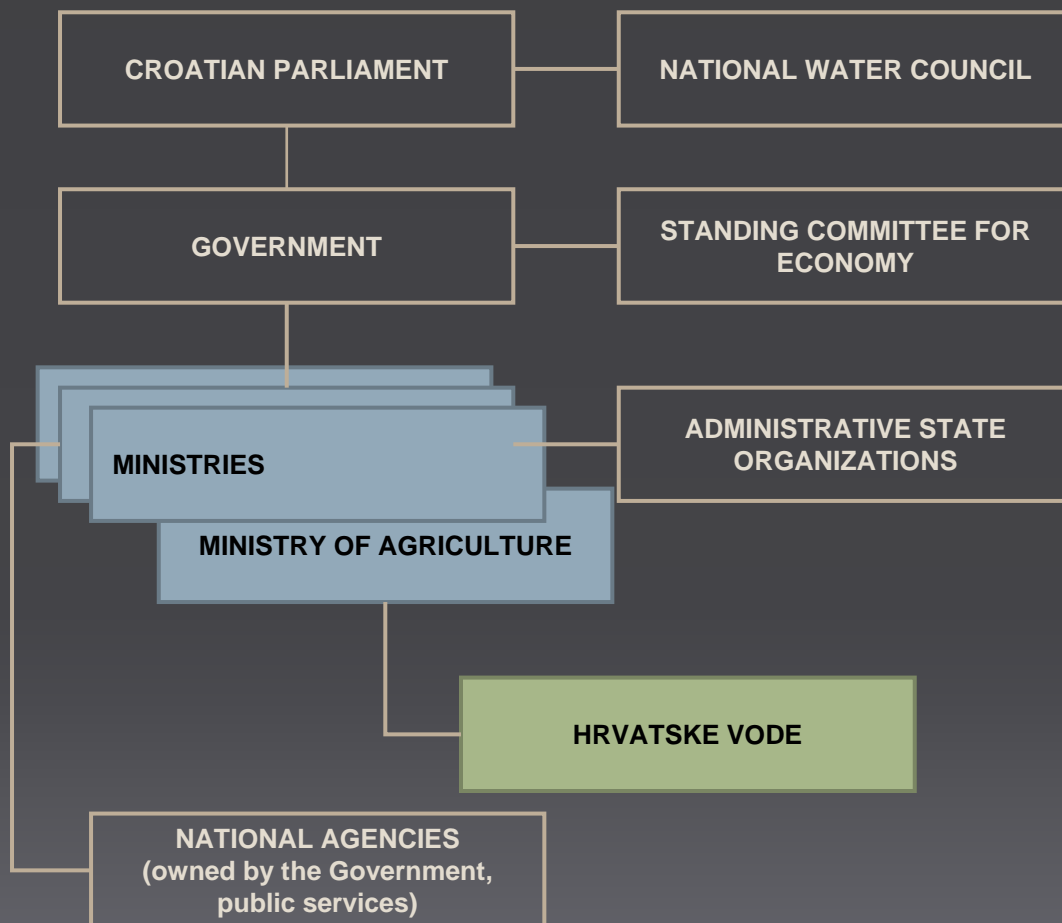 CROATIAN PARLIAMENT
NATIONAL WATER COUNCIL
GOVERNMENT
STANDING COMMITTEE FOR
ECONOMY
MINISTRIES
ADMINISTRATIVE STATE
ORGANIZATIONS
MINISTRY OF AGRICULTURE
HRVATSKE VODE
NATIONAL AGENCIES
(owned by the Government,
public services)